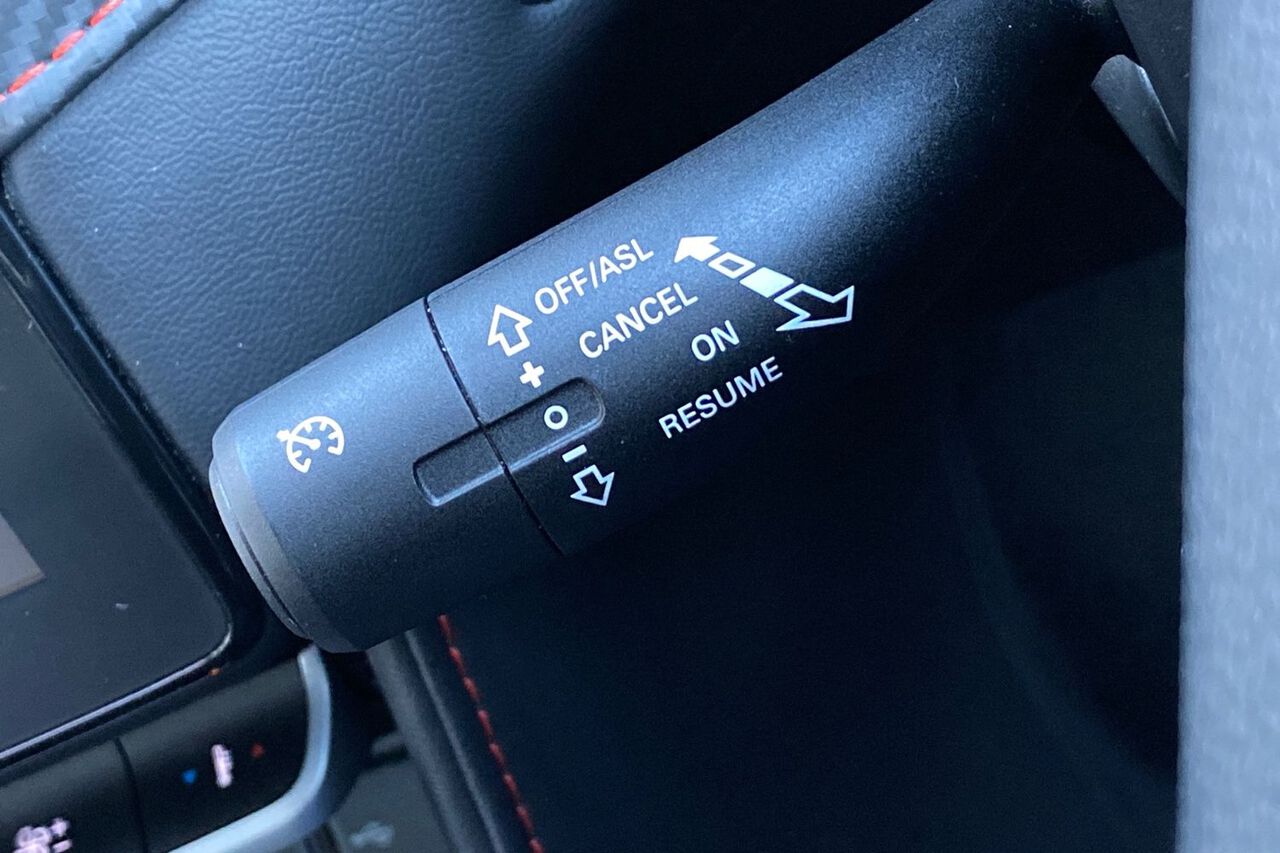 OFF/ASL
CANCEL
+
ON
O
RESUME
−